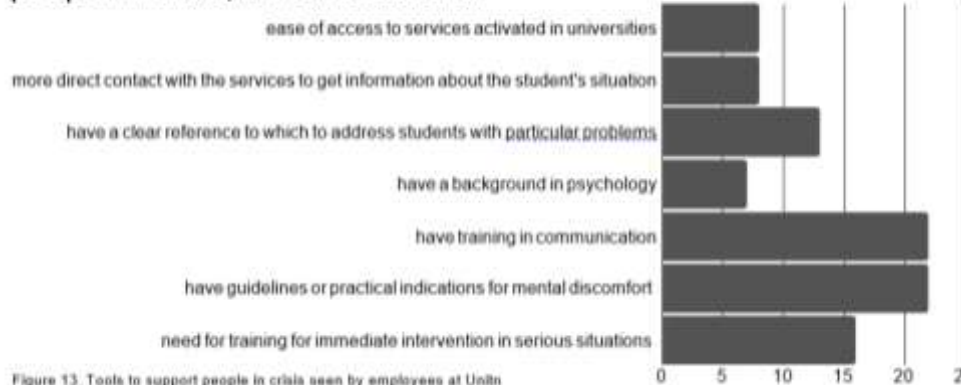 ease of access to services activated in universities
more direct contact with the services to get information about the student's situation
have a clear reference to which to address students with particular problems
have a background in psychology
have training in communication
have guidelines or practical indications for mental discomfort
need for training for immediate intervention in serious situations
0 5 10 15 20
Figure 13. Tools to support people in crisis seen by employees at Unitn